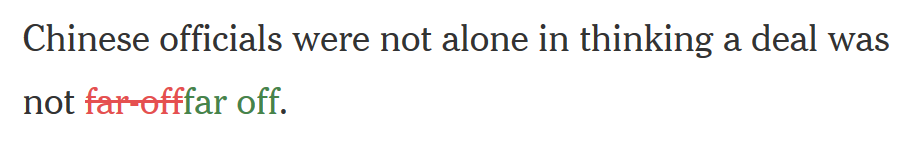 Chinese officials were not alone in thinking a deal was
not far-offfar off.